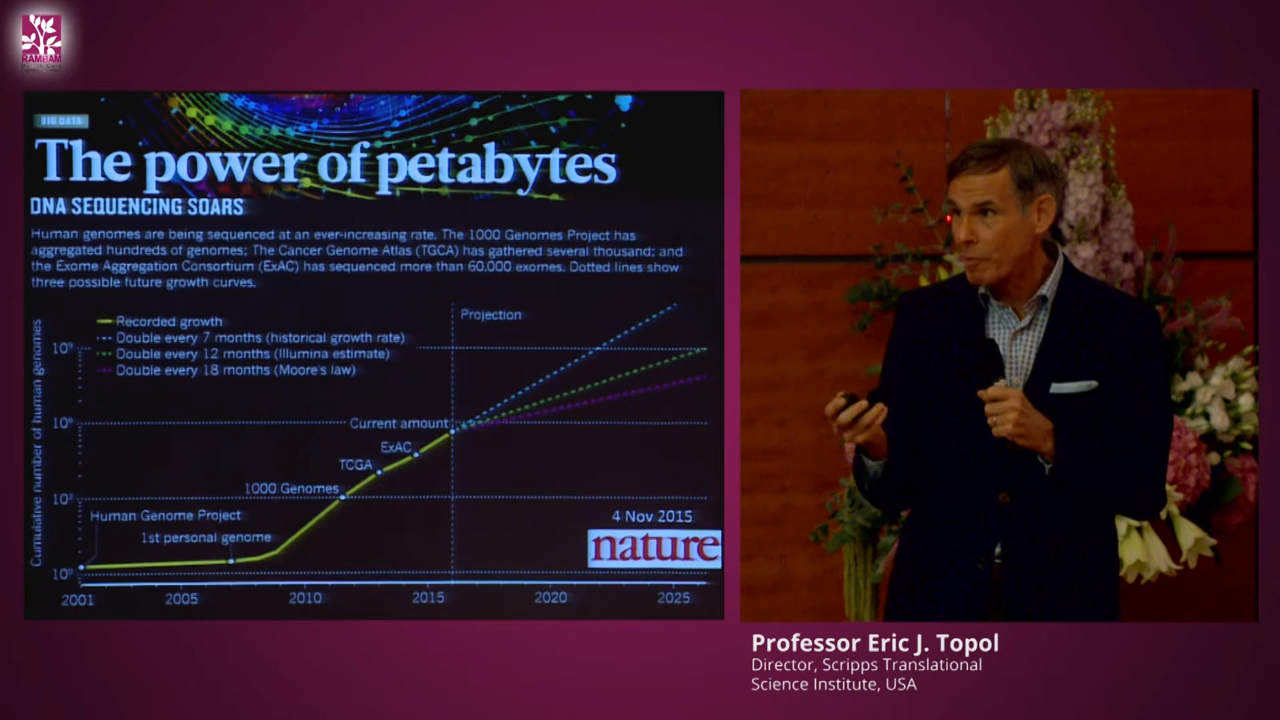 RAMBAM
BIG DATA
The power of petabytes
DNA SEQUENCING SOARS
Human genomes are being sequenced at an ever-increasing rate. The 1000 Genomes Project has
aggregated hundreds of genomes; The Cancer Genome Atlas (TGCA) has gathered several thousand; and
the Exome Aggregation Consortium (ExAC) has sequenced more than 60,000 exomes. Dotted lines show
three possible future growth curves.
Cumulative number of human genomes
Projection
Recorded growth
Double every 7 months (historical growth rate)
Double every 12 months (Illumina estimate)
Double every 18 months (Moore's law)
10⁹
10⁶
10³
10⁰
Current amount
ExAC
TCGA
1000 Genomes
Human Genome Project
1st personal genome
4 Nov 2015
nature
2001 2005 2010 2015 2020 2025
Professor Eric J. Topol
Director, Scripps Translational
Science Institute, USA